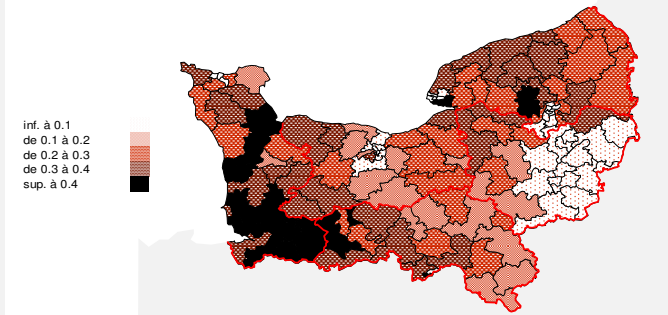 inf. à 0.1
de 0.1 à 0.2
de 0.2 à 0.3
de 0.3 à 0.4
sup. à 0.4